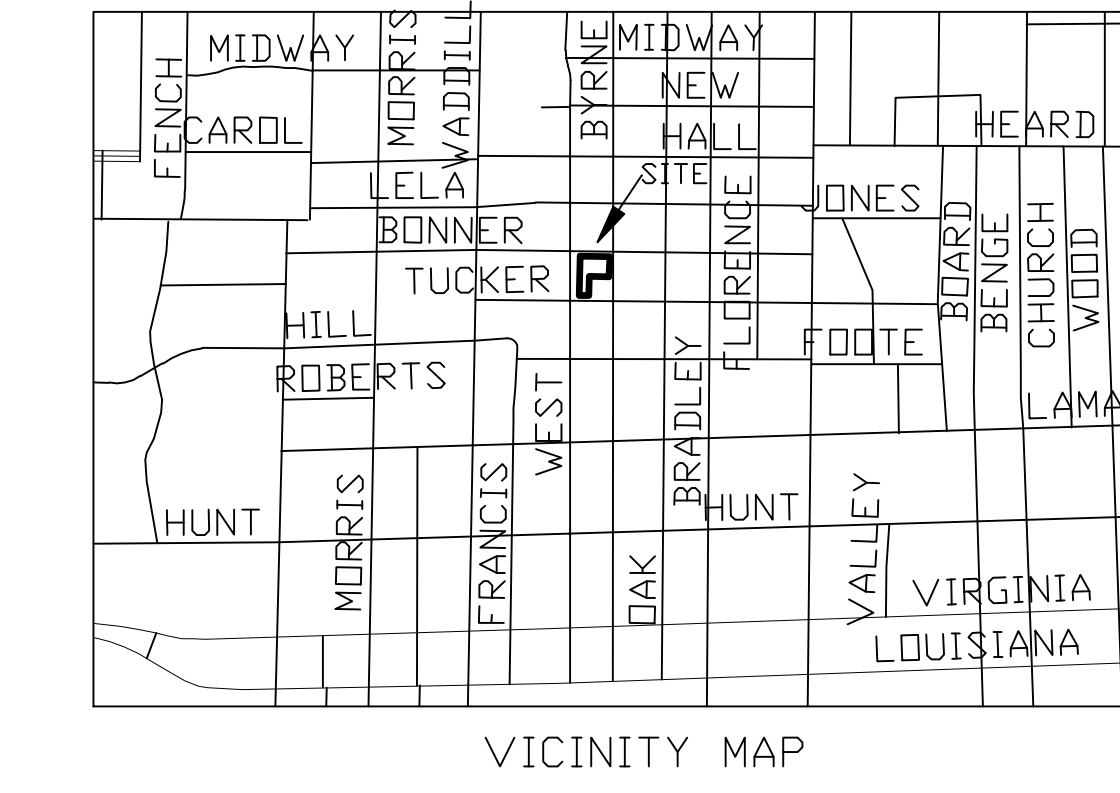 MIDWAY
MORRIS
WADDILL
BYRNE
MIDWAY
FENCH
NEW
CAROL
HALL
HEARD
LELA
SITE
FLORENCE
JONES
BONNER
BOARD
BENGE
CHURCH
WOOD
TUCKER
HILL
FOOTE
ROBERTS
WEST
BRADLEY
LAMA
MORRIS
FRANCIS
HUNT
HUNT
VALLEY
OAK
VIRGINIA
LOUISIANA
VICINITY MAP